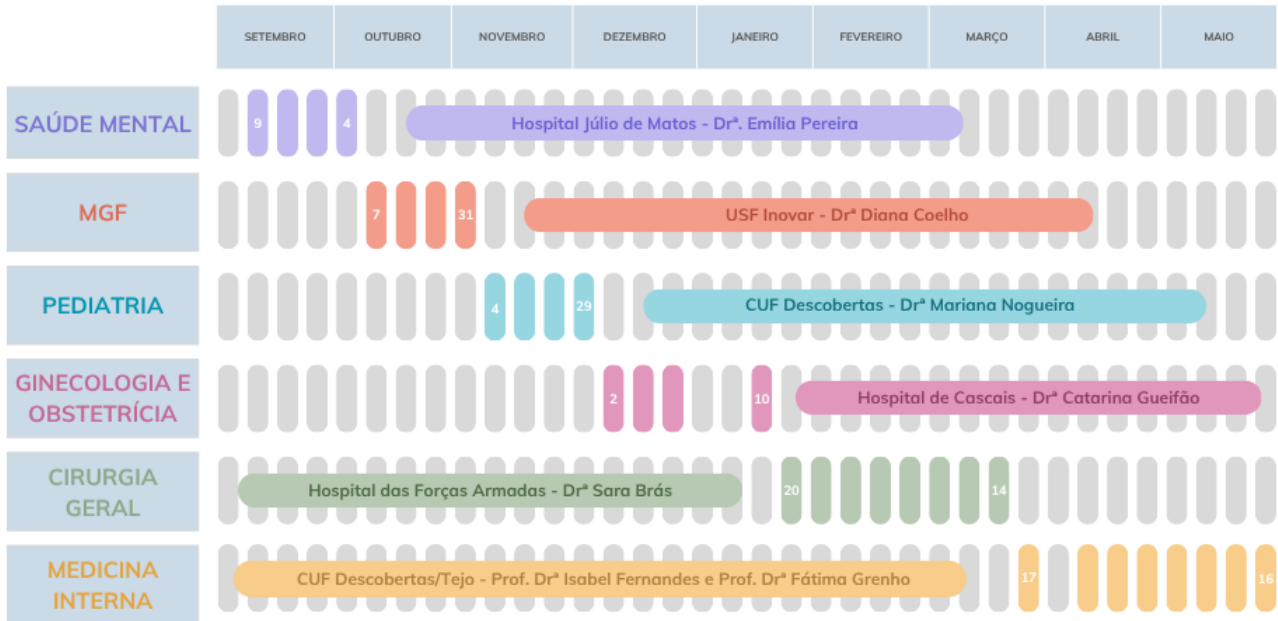 SETEMBRO OUTUBRO NOVEMBRO DEZEMBRO JANEIRO FEVEREIRO MARÇO ABRIL MAIO
SAÚDE MENTAL
9 4 Hospital Júlio de Matos - Drª. Emília Pereira
MGF
7 31 USF Inovar - Drª Diana Coelho
PEDIATRIA
4 29 CUF Descobertas - Drª Mariana Nogueira
GINECOLOGIA E
OBSTETRÍCIA
2 10 Hospital de Cascais - Drª Catarina Gueifão
CIRURGIA
GERAL
Hospital das Forças Armadas - Drª Sara Brás 20 14
MEDICINA
INTERNA
CUF Descobertas/Tejo - Prof. Drª Isabel Fernandes e Prof. Drª Fátima Grenho 17 16